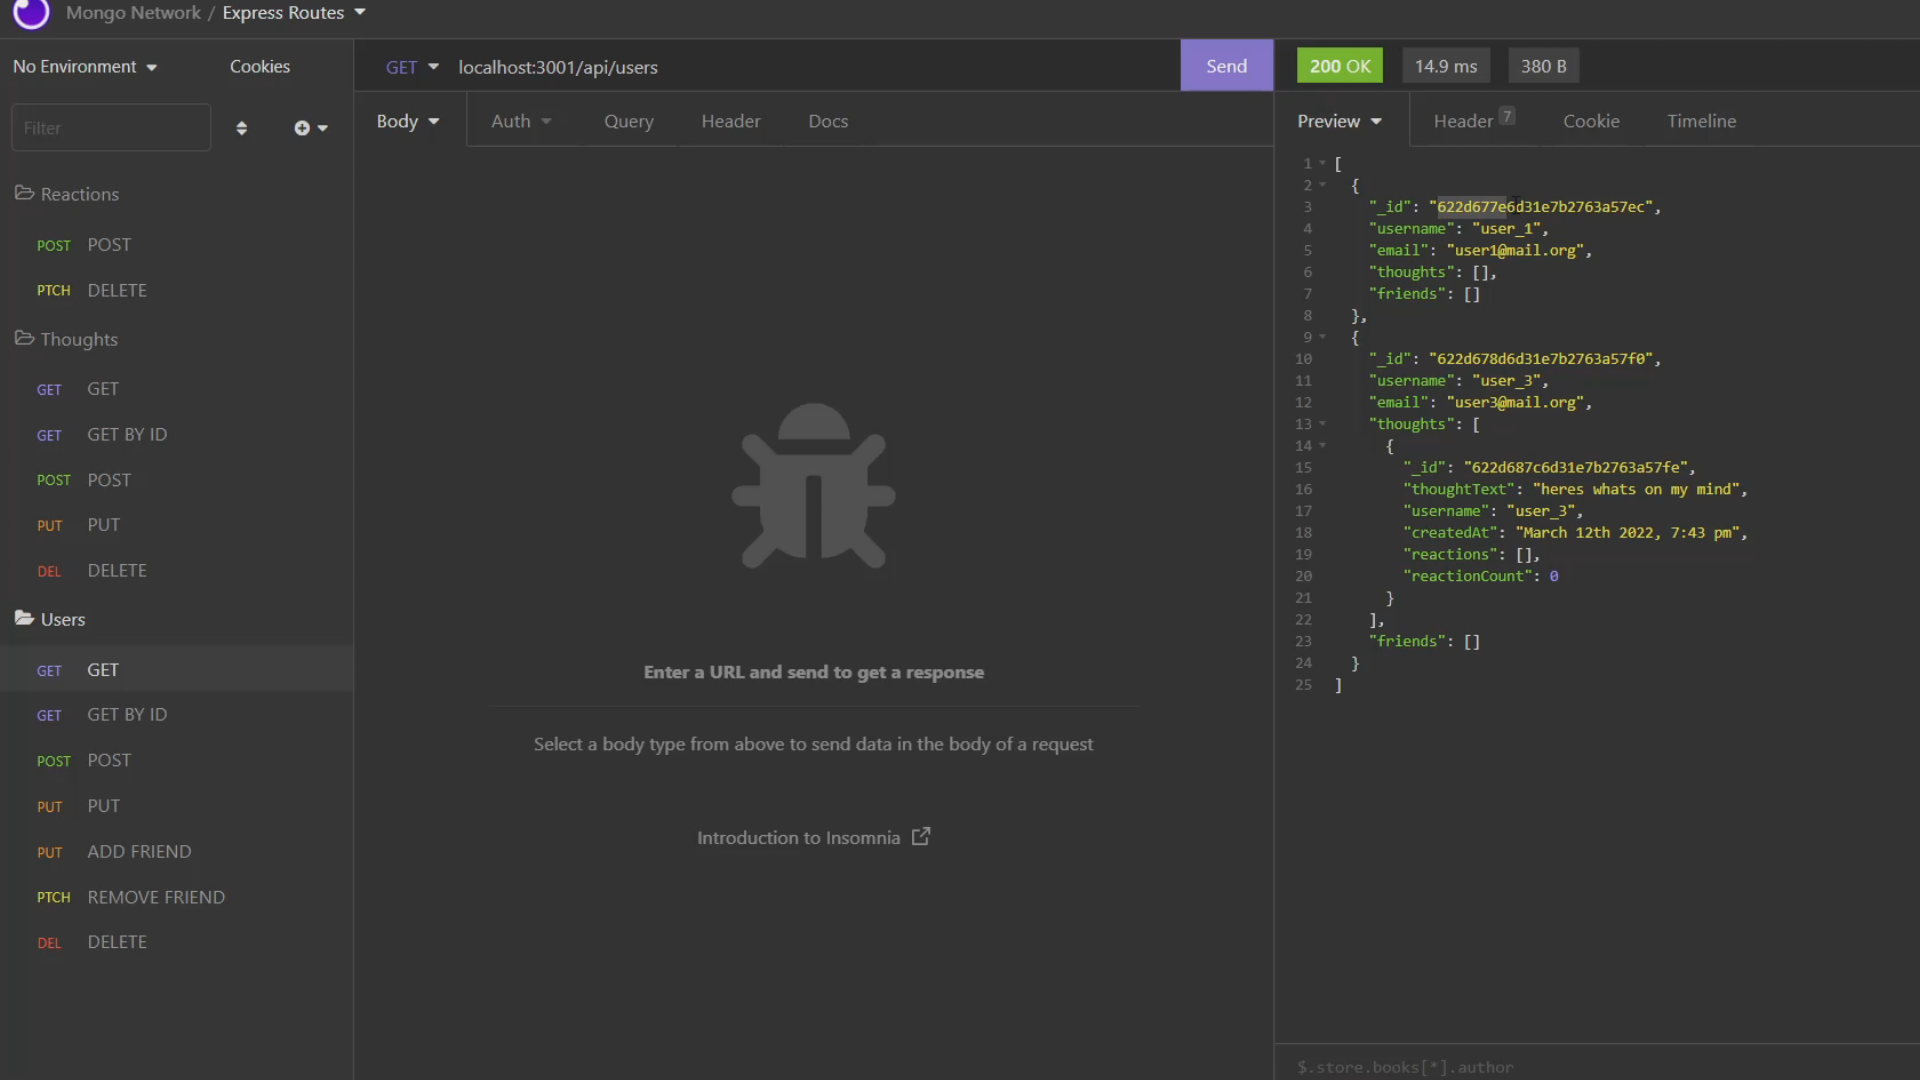 Mongo Network / Express Routes
No Environment
Cookies
GET
localhost:3001/api/users
Send
200 OK
14.9 ms
380 B
Filter
Body
Auth
Query
Header
Docs
Preview
Header 7
Cookie
Timeline
Reactions
POST POST
PTCH DELETE
Thoughts
GET GET
GET GET BY ID
POST POST
PUT PUT
DEL DELETE
Users
GET GET
GET GET BY ID
POST POST
PUT PUT
PUT ADD FRIEND
PTCH REMOVE FRIEND
DEL DELETE
Enter a URL and send to get a response
Select a body type from above to send data in the body of a request
Introduction to Insomnia
1 [
2 {
3 "_id": "622d677e6d31e7b2763a57ec",
4 "username": "user_1",
5 "email": "user1@mail.org",
6 "thoughts": [],
7 "friends": []
8 },
9 {
10 "_id": "622d678d6d31e7b2763a57f0",
11 "username": "user_3",
12 "email": "user3@mail.org",
13 "thoughts": [
14 {
15 "_id": "622d687c6d31e7b2763a57fe",
16 "thoughtText": "heres whats on my mind",
17 "username": "user_3",
18 "createdAt": "March 12th 2022, 7:43 pm",
19 "reactions": [],
20 "reactionCount": 0
21 }
22 ],
23 "friends": []
24 }
25 ]
$.store.books[*].author